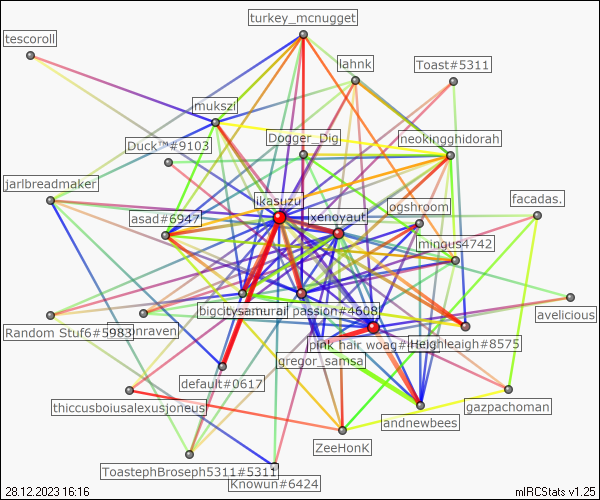 turkey_mcnugget
tescoroll
lahnk
Toast#5311
mukszi
Dogger_Dig
neokingghidorah
Duck™#9103
jarlbreadmaker
ikasuzu
ogshroom
facadas.
asad#6947
xenoyaut
mingus4742
bigcitysamurai
passion#4608
avelicious
Random Stuf6#5983
nraven
pink hair woag#
Heighleaigh#8575
gregor_samsa
default#0617
thiccusboiusalexusjoneus
gazpachoman
andnewbees
ZeeHonK
ToastephBroseph5311#5311
Knowun#6424
28.12.2023 16:16
mIRCStats v1.25